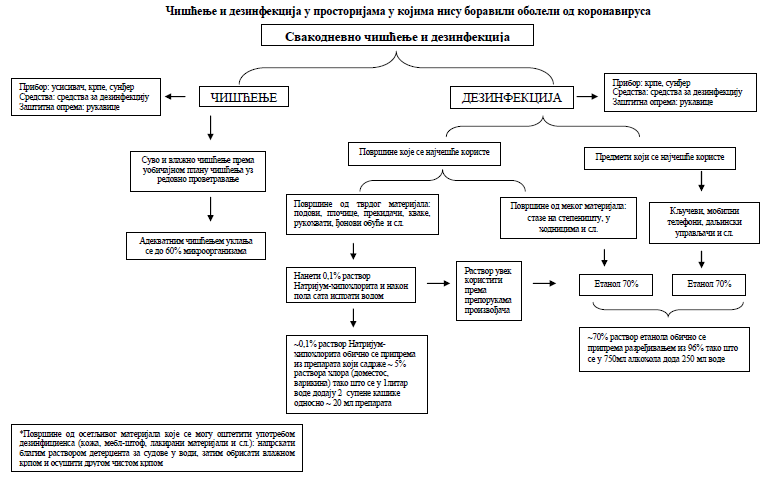 Чишћење и дезинфекција у просторијама у којима нису боравили оболели од коронавируса
Свакодневно чишћење и дезинфекција
Прибор: усисивач, крпе, сунђер
Средства: средства за дезинфекцију
Заштитна опрема: рукавице
ЧИШЋЕЊЕ
ДЕЗИНФЕКЦИЈА
Прибор: крпе, сунђер
Средства: средства за дезинфекцију
Заштитна опрема: рукавице
Суво и влажно чишћење према
уобичајном плану чишћења уз
редовно проветравање
Површине које се најчешће користе
Предмети који се најчешће користе
Површине од тврдог материјала:
подови, плочице, прекидачи, кваке,
рукохвати, ђонови обуће и сл.
Површине од меког материјала:
стазе на степеништу, у
ходницима и сл.
Кључеви, мобилни
телефони, даљински
управљачи и сл.
Адекватним чишћењем уклања
се до 60% микроорганизама
Нанети 0,1% раствор
Натријум-хипохлорита и након
пола сата испрати водом
Раствор увек
користити
према
препорукама
произвођача
Етанол 70%
Етанол 70%
~0,1% раствор Натријум-
хипохлорита обично се припрема
из препарата који садрже ~ 5%
раствора хлора (доместос,
варикина) тако што се у 1литар
воде додају 2 супене кашике
односно ~ 20 мл препарата
~70% раствор етанола обично се
припрема разређивањем из 96% тако што
се у 750мл алкохола дода 250 мл воде
*Површине од осетљивог материјала које се могу оштетити употребом
дезинфицијенса (кожа, мебл-штоф, лакирани материјали и сл.): напрскати
благим раствором детерцента за судове у води, затим обрисати влажном
крпом и осушити другом чистом крпом